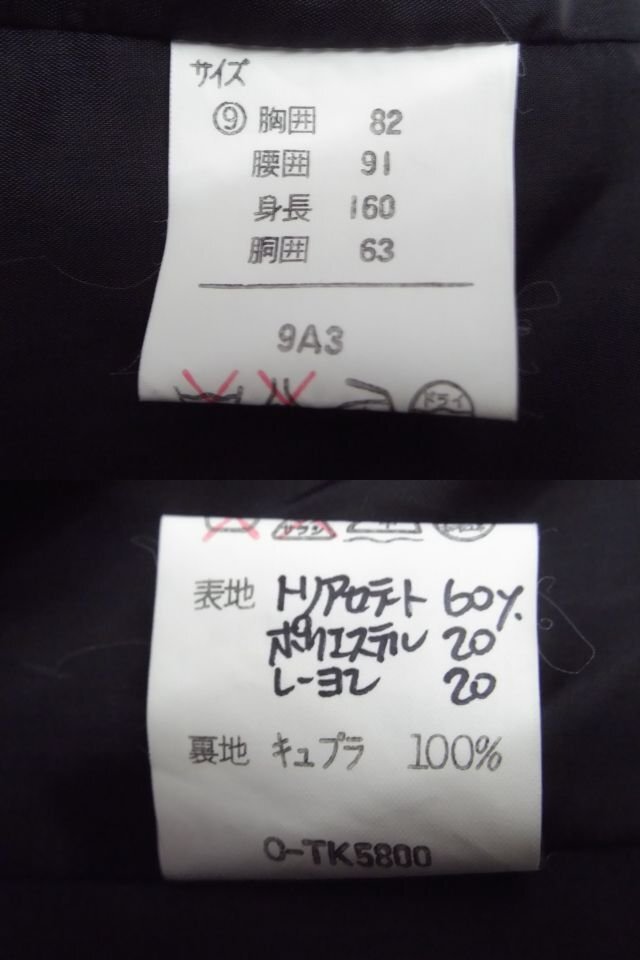 サイズ
⑨ 胸囲 82
腰囲 91
身長 160
胴囲 63
9A3
ドライ
表地 トリアセテート 60%
ポリエステル 20
レーヨン 20
裏地 キュプラ 100%
O-TK5800